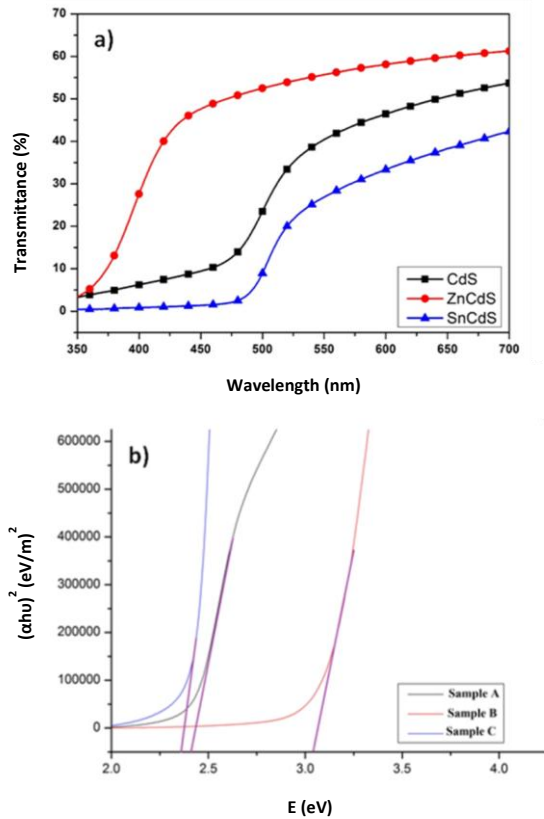 a)
Transmittance (%)
70
60
50
40
30
20
10
0
350 400 450 500 550 600 650 700
CdS
ZnCdS
SnCdS
Wavelength (nm)
b)
(αhυ)² (eV/m)²
600000
500000
400000
300000
200000
100000
0
2.0 2.5 3.0 3.5 4.0
Sample A
Sample B
Sample C
E (eV)